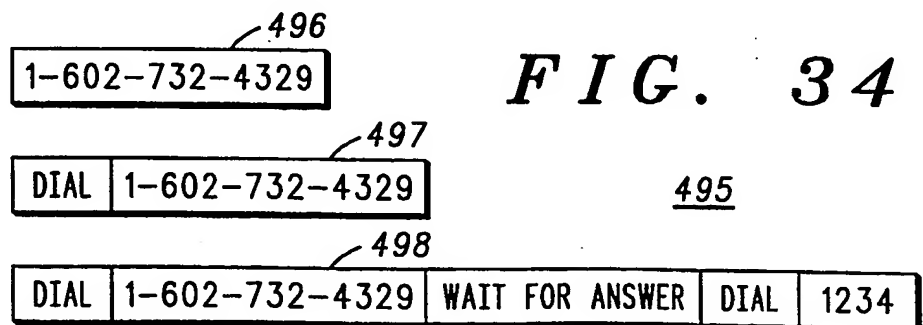 496
1-602-732-4329
FIG. 34
497
DIAL 1-602-732-4329
495
498
DIAL 1-602-732-4329 WAIT FOR ANSWER DIAL 1234